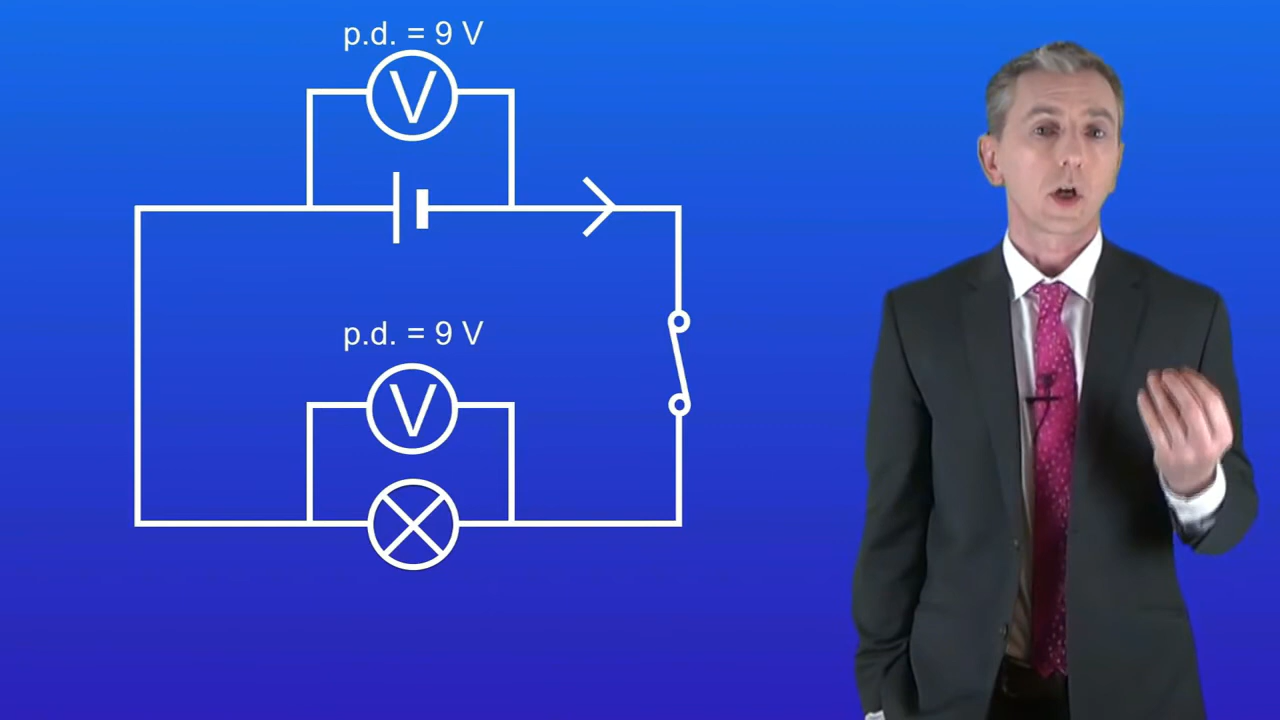 p.d. = 9 V
V
p.d. = 9 V
V